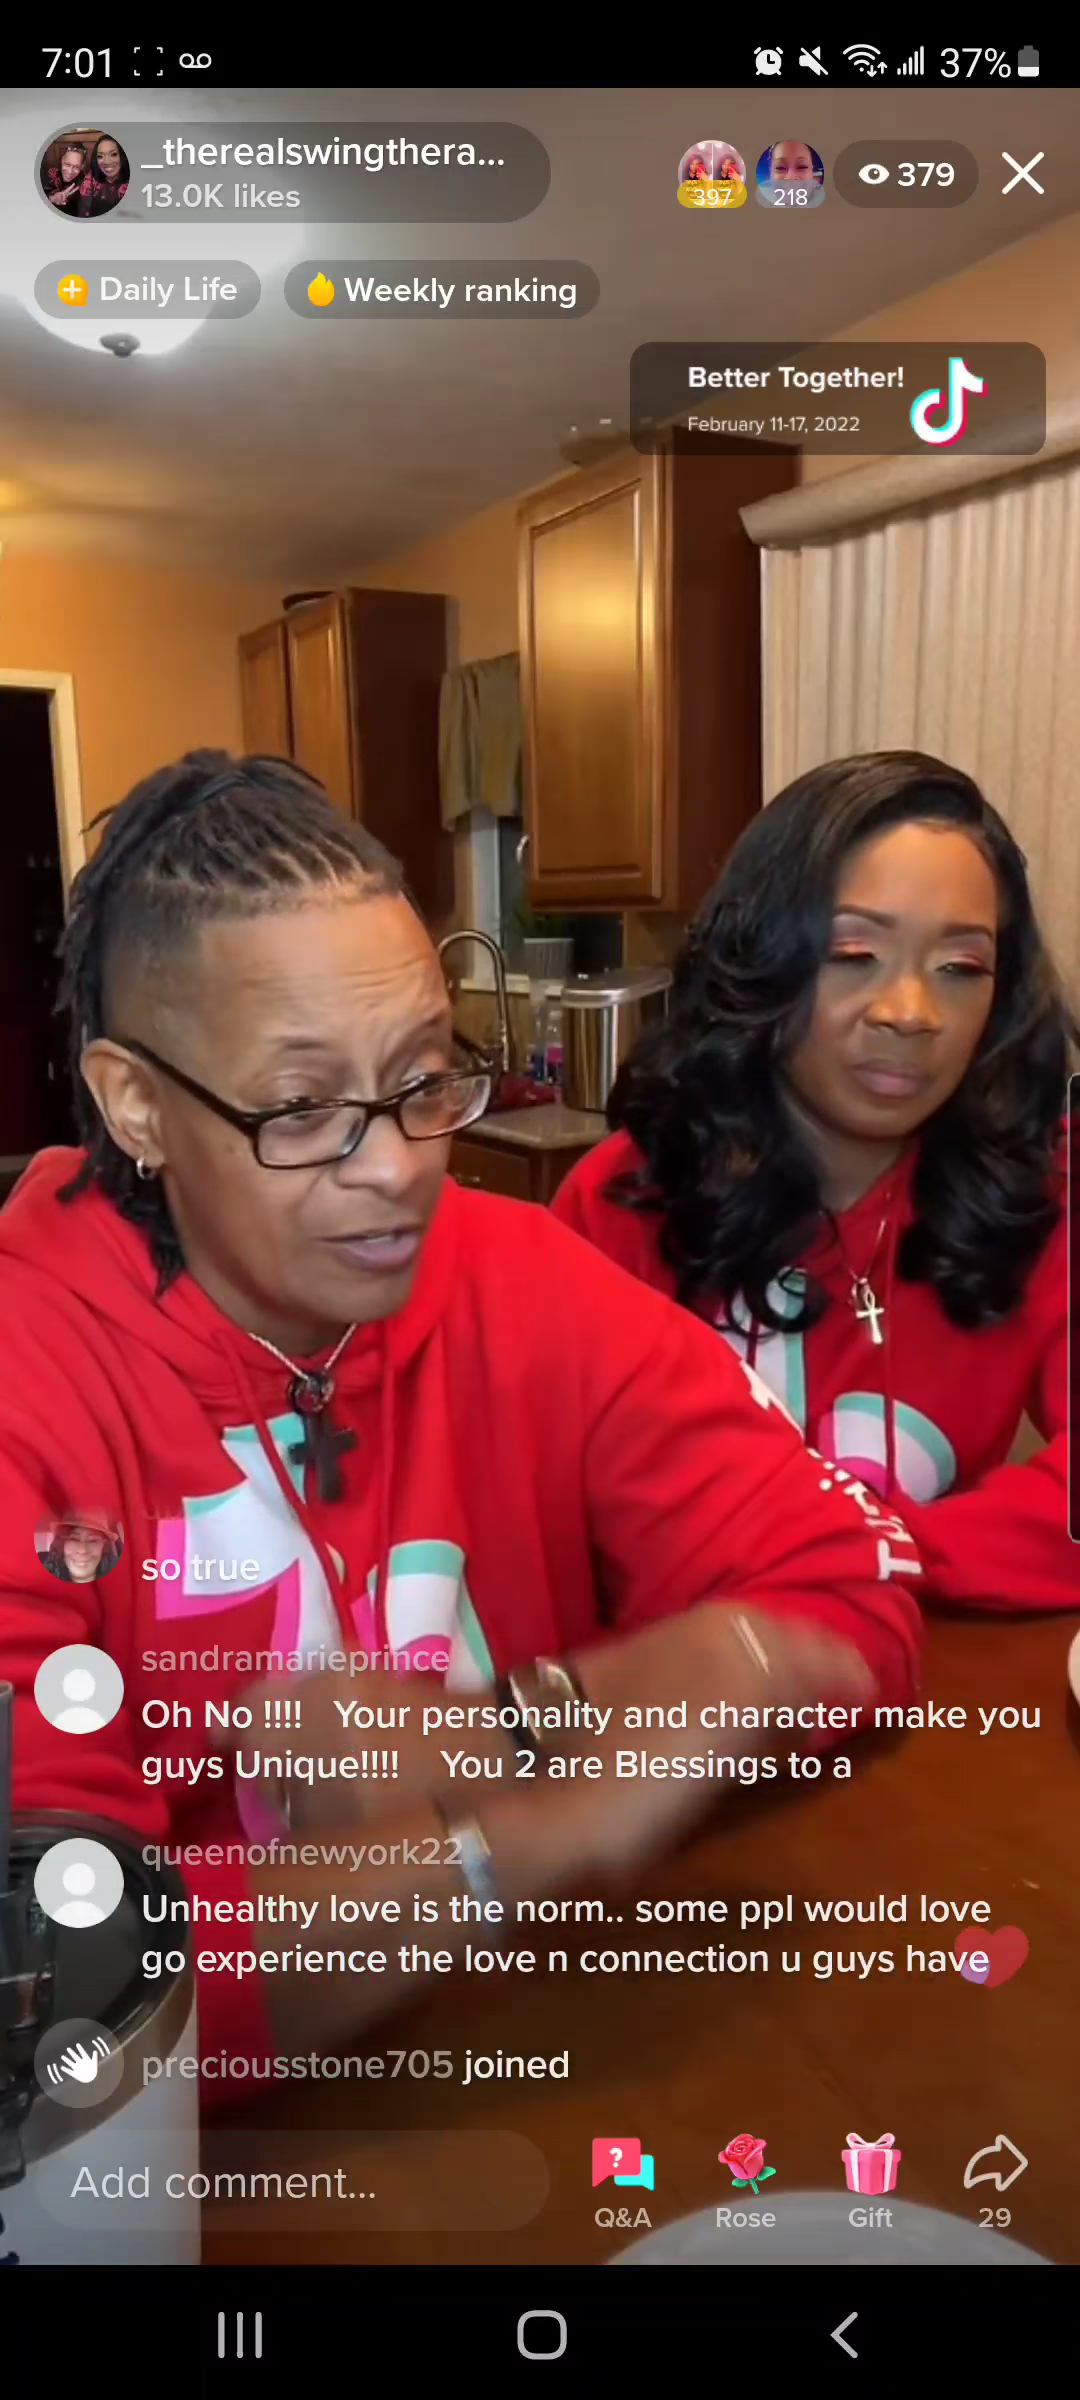 7:01
37%
_therealswingthera...
13.0K likes
397
218
379
Daily Life
Weekly ranking
Better Together!
February 11-17, 2022
so true
sandramarieprince
Oh No !!!! Your personality and character make you
guys Unique!!!! You 2 are Blessings to a
queenofnewyork22
Unhealthy love is the norm.. some ppl would love
go experience the love n connection u guys have
preciousstone705 joined
Add comment...
?
Q&A
Rose
Gift
29